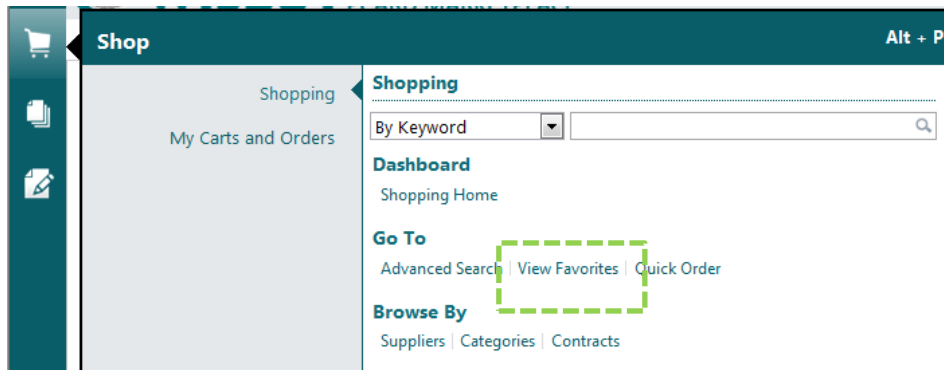 Shop
Alt + P
Shopping
My Carts and Orders
Shopping
By Keyword
Dashboard
Shopping Home
Go To
Advanced Search | View Favorites | Quick Order
Browse By
Suppliers | Categories | Contracts